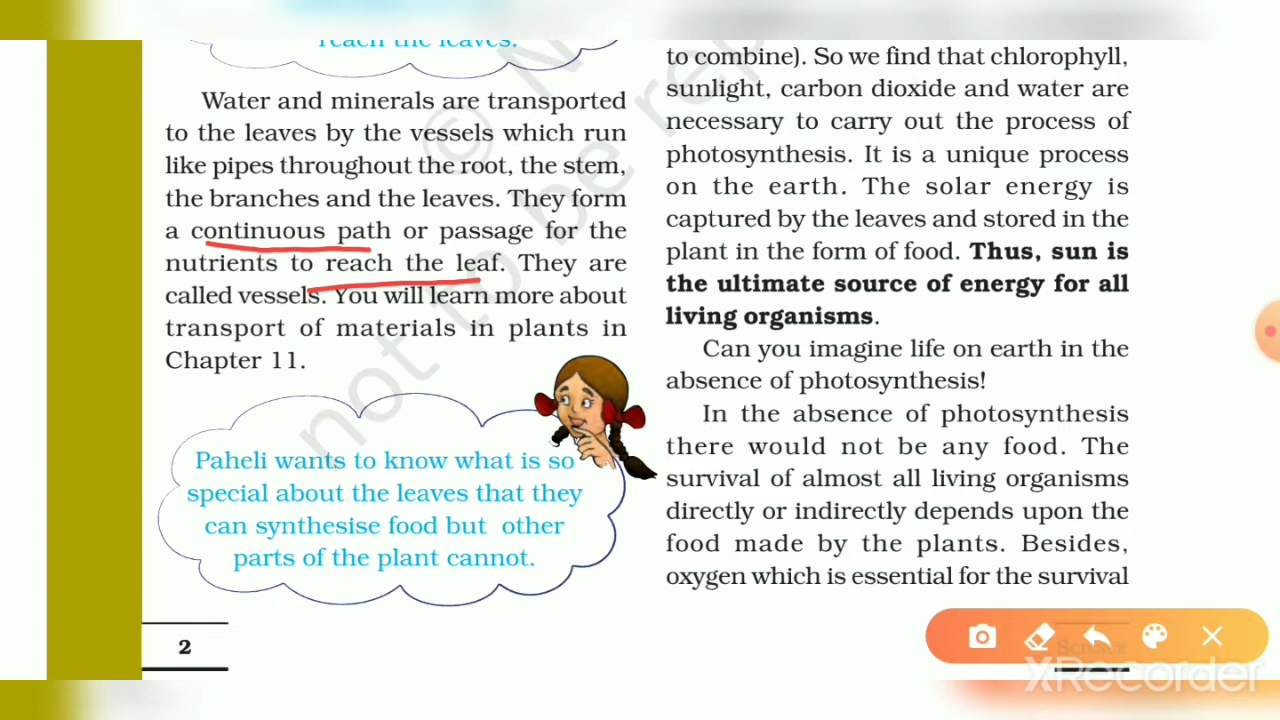 reach the leaves.
Water and minerals are transported
to the leaves by the vessels which run
like pipes throughout the root, the stem,
the branches and the leaves. They form
a continuous path or passage for the
nutrients to reach the leaf. They are
called vessels. You will learn more about
transport of materials in plants in
Chapter 11.
Paheli wants to know what is so
special about the leaves that they
can synthesise food but other
parts of the plant cannot.
2
to combine). So we find that chlorophyll,
sunlight, carbon dioxide and water are
necessary to carry out the process of
photosynthesis. It is a unique process
on the earth. The solar energy is
captured by the leaves and stored in the
plant in the form of food. Thus, sun is
the ultimate source of energy for all
living organisms.
Can you imagine life on earth in the
absence of photosynthesis!
In the absence of photosynthesis
there would not be any food. The
survival of almost all living organisms
directly or indirectly depends upon the
food made by the plants. Besides,
oxygen which is essential for the survival
© N
not to be rep
XRecorder